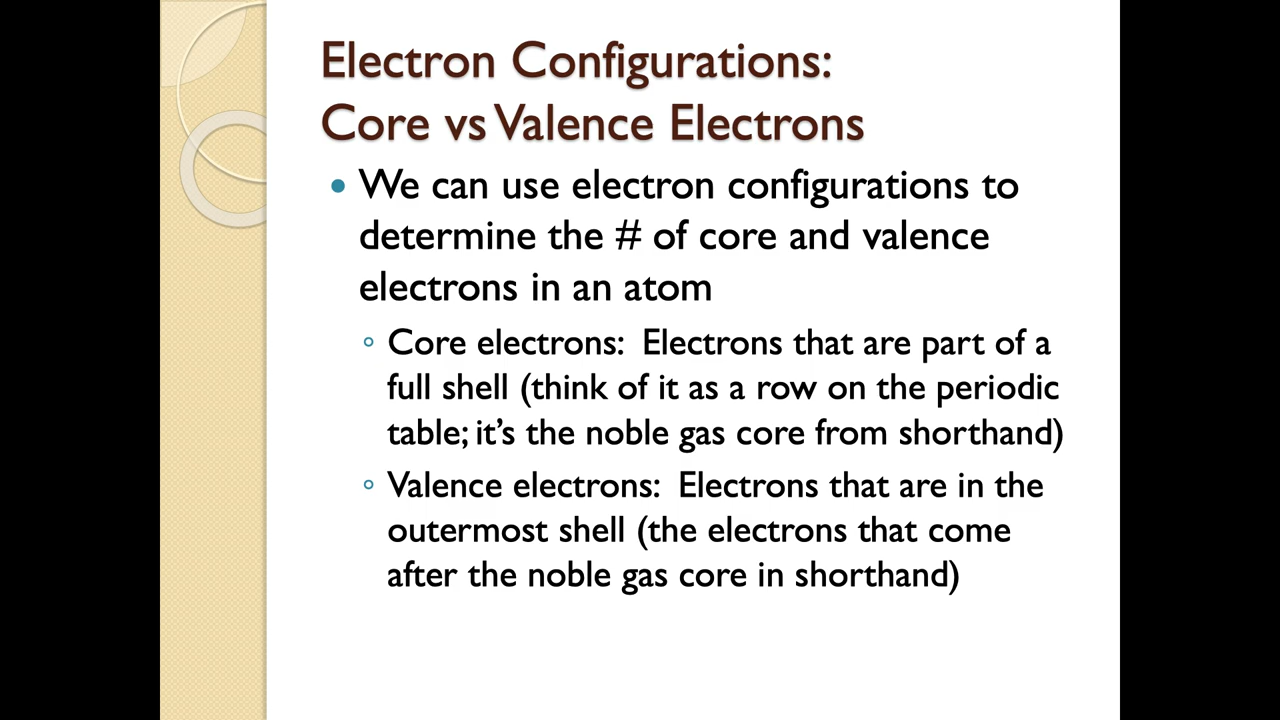 Electron Configurations:
Core vs Valence Electrons
• We can use electron configurations to
determine the # of core and valence
electrons in an atom
◦ Core electrons:  Electrons that are part of a
full shell (think of it as a row on the periodic
table; it’s the noble gas core from shorthand)
◦ Valence electrons:  Electrons that are in the
outermost shell (the electrons that come
after the noble gas core in shorthand)